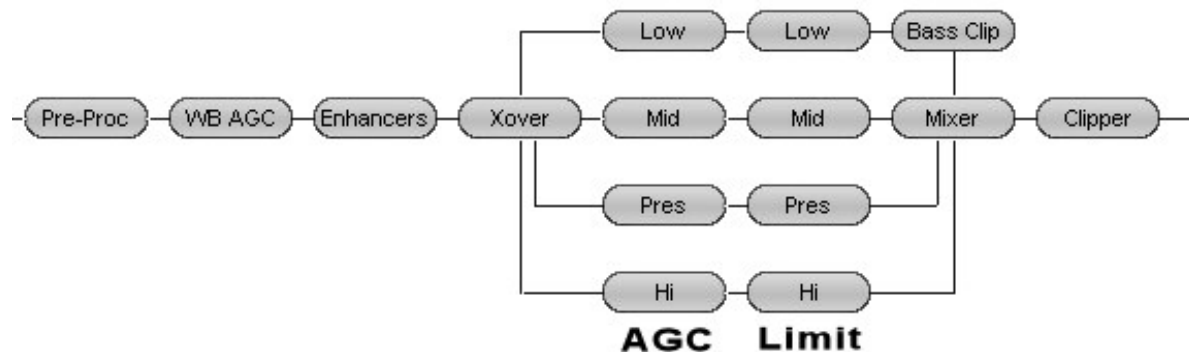 Low Low Bass Clip
Pre-Proc WB AGC Enhancers Xover Mid Mid Mixer Clipper
Pres Pres
Hi Hi
AGC Limit